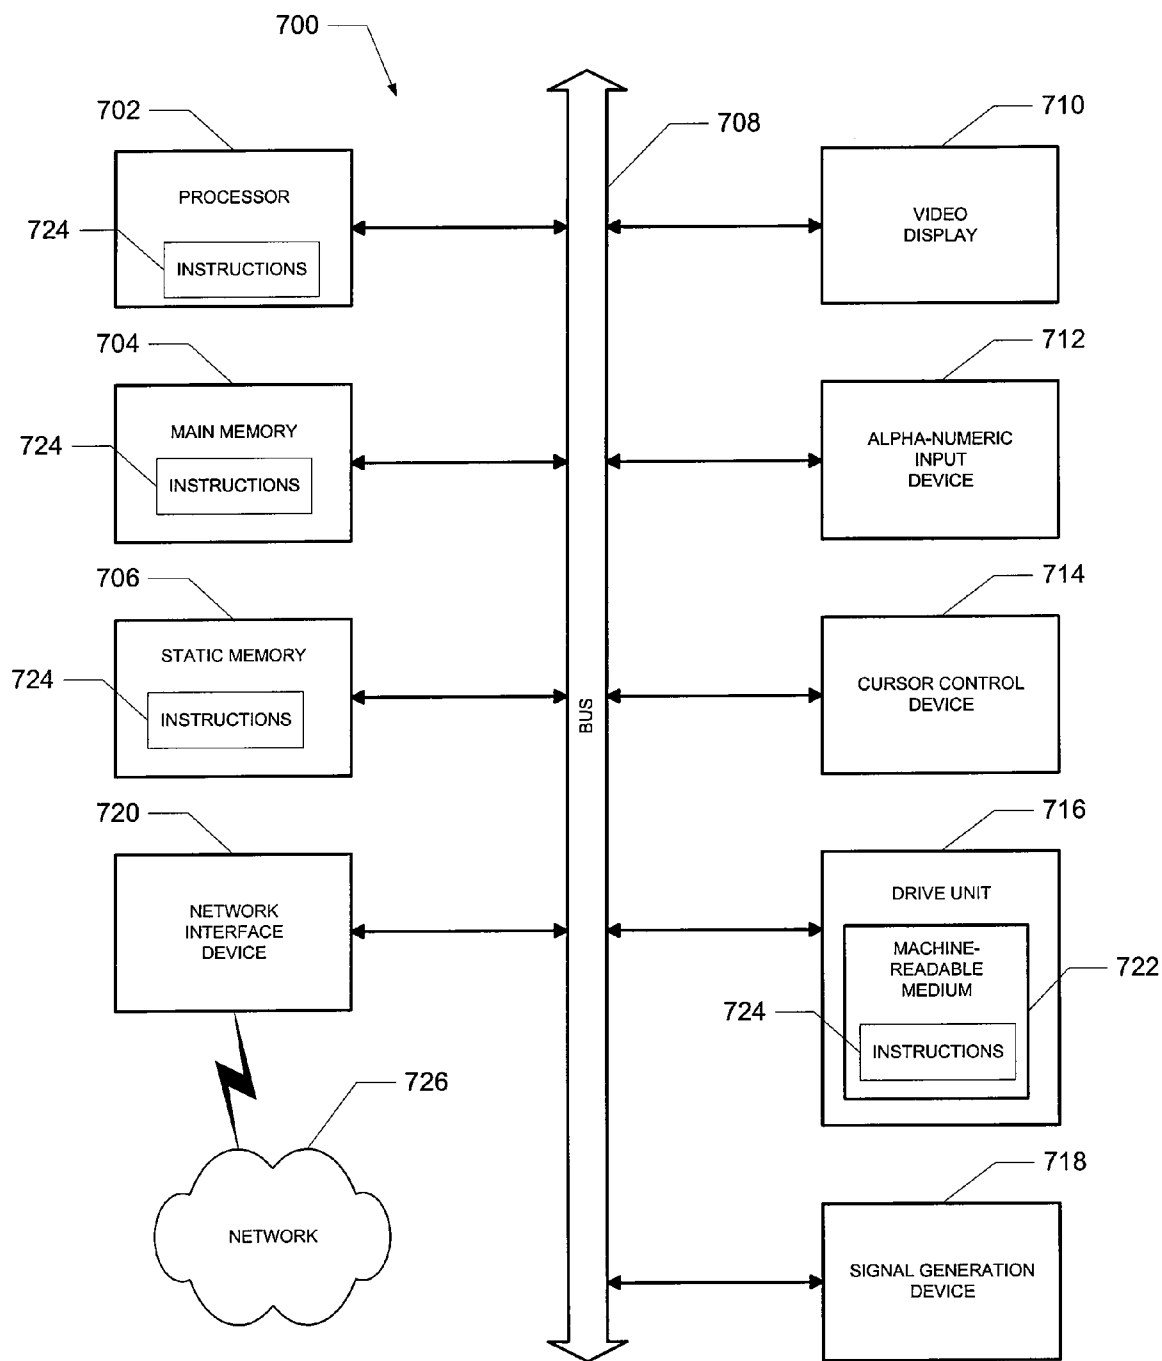 700
702
PROCESSOR
724
INSTRUCTIONS
704
MAIN MEMORY
724
INSTRUCTIONS
706
STATIC MEMORY
724
INSTRUCTIONS
720
NETWORK
INTERFACE
DEVICE
726
NETWORK
708
BUS
710
VIDEO
DISPLAY
712
ALPHA-NUMERIC
INPUT
DEVICE
714
CURSOR CONTROL
DEVICE
716
DRIVE UNIT
MACHINE-
READABLE
MEDIUM
722
724
INSTRUCTIONS
718
SIGNAL GENERATION
DEVICE